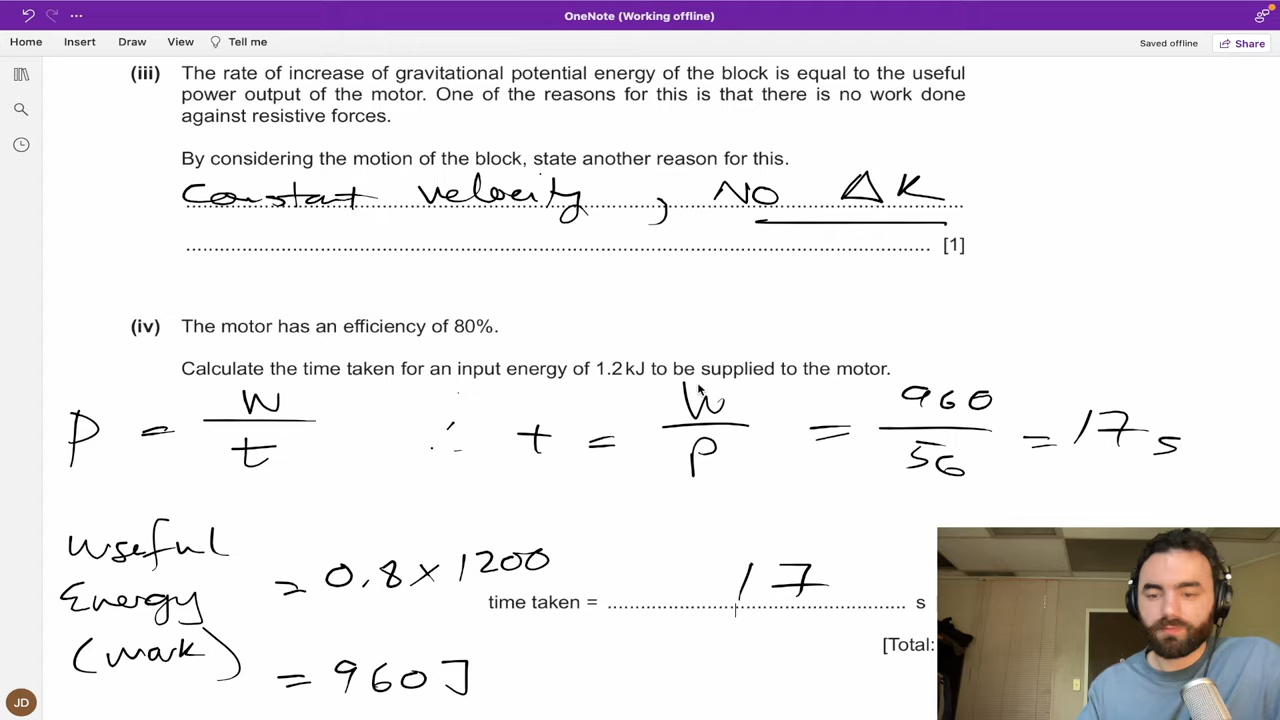 OneNote (Working offline)
Home Insert Draw View Tell me
Saved offline Share
(iii) The rate of increase of gravitational potential energy of the block is equal to the useful
power output of the motor. One of the reasons for this is that there is no work done
against resistive forces.
By considering the motion of the block, state another reason for this.
Constant velocity, No ΔK
[1]
(iv) The motor has an efficiency of 80%.
Calculate the time taken for an input energy of 1.2 kJ to be supplied to the motor.
P = W/t ∴ t = W/P = 960/56 = 17 s
Useful
Energy
(Mark)
= 0.8 × 1200
= 960 J
17
time taken = ........................................................ s
[Total:
JD